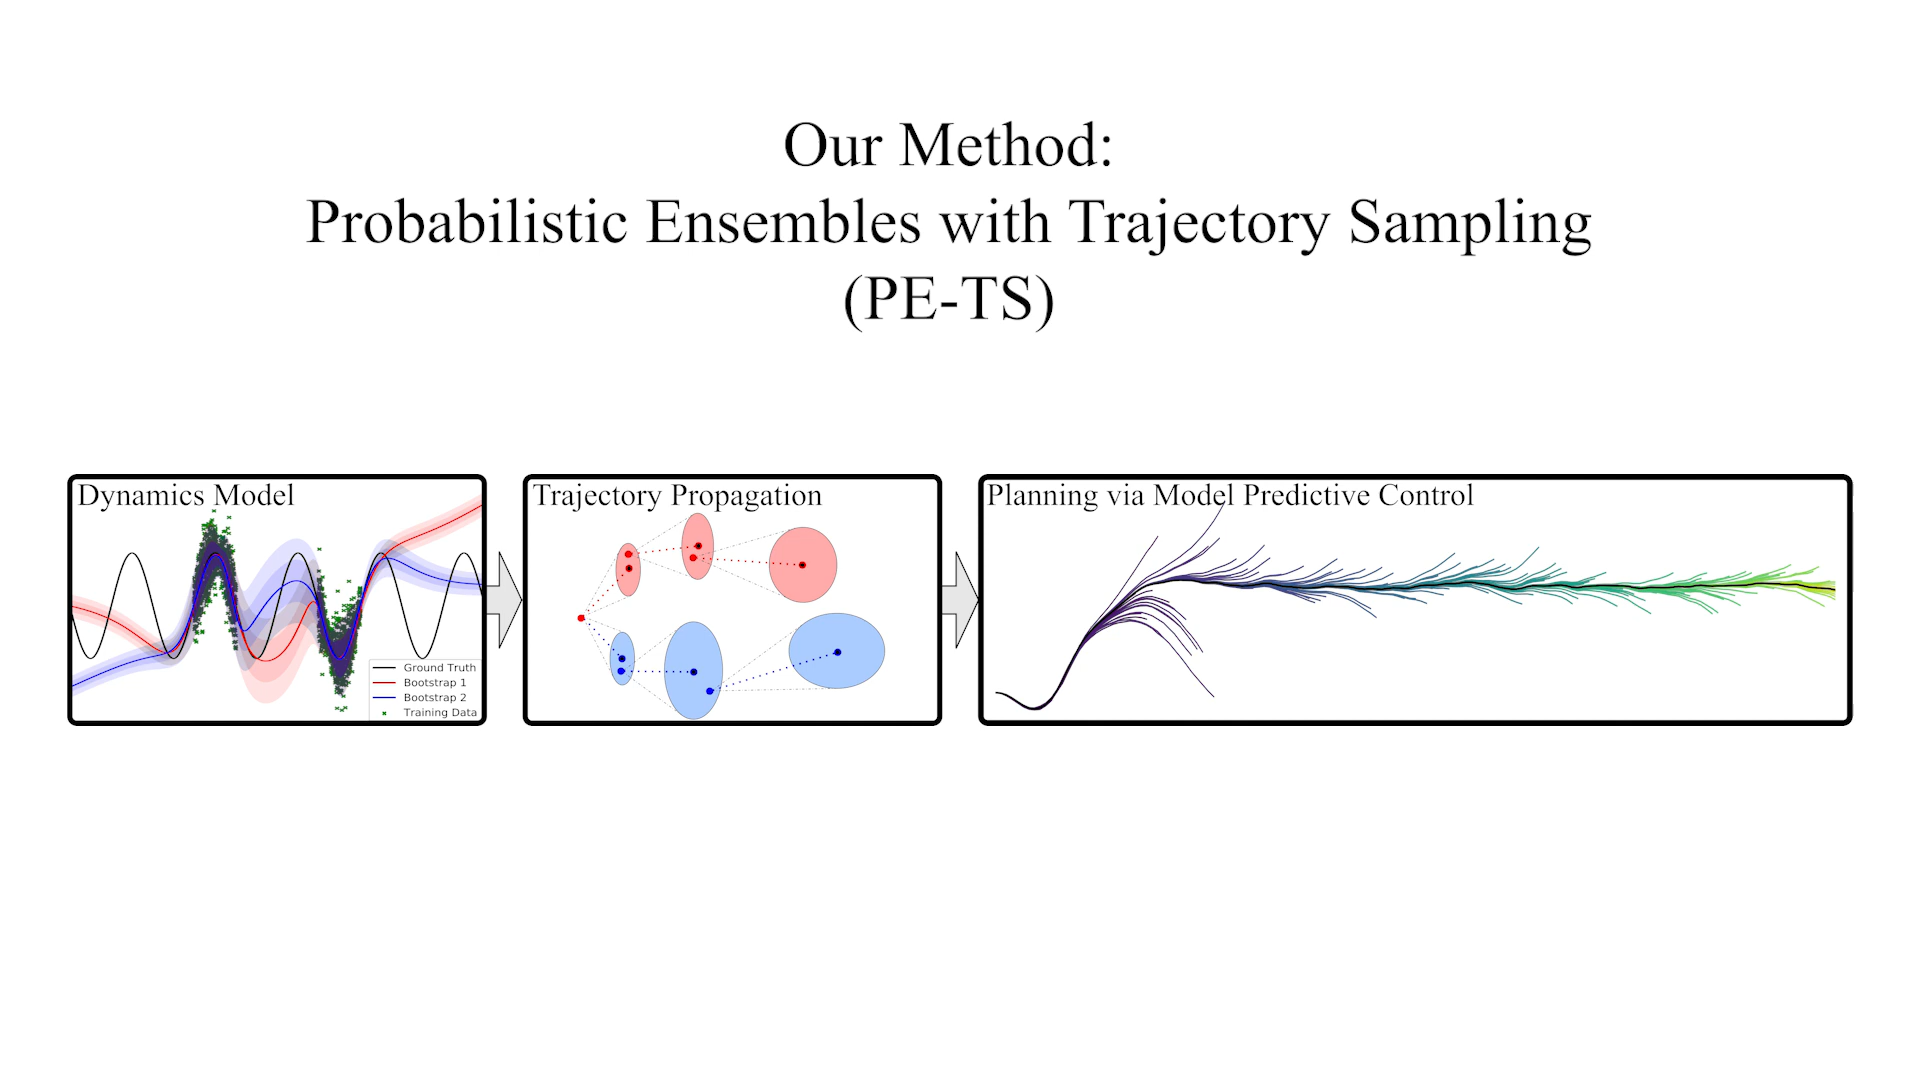 Our Method:
Probabilistic Ensembles with Trajectory Sampling
(PE-TS)
Dynamics Model
Ground Truth
Bootstrap 1
Bootstrap 2
Training Data
Trajectory Propagation
Planning via Model Predictive Control